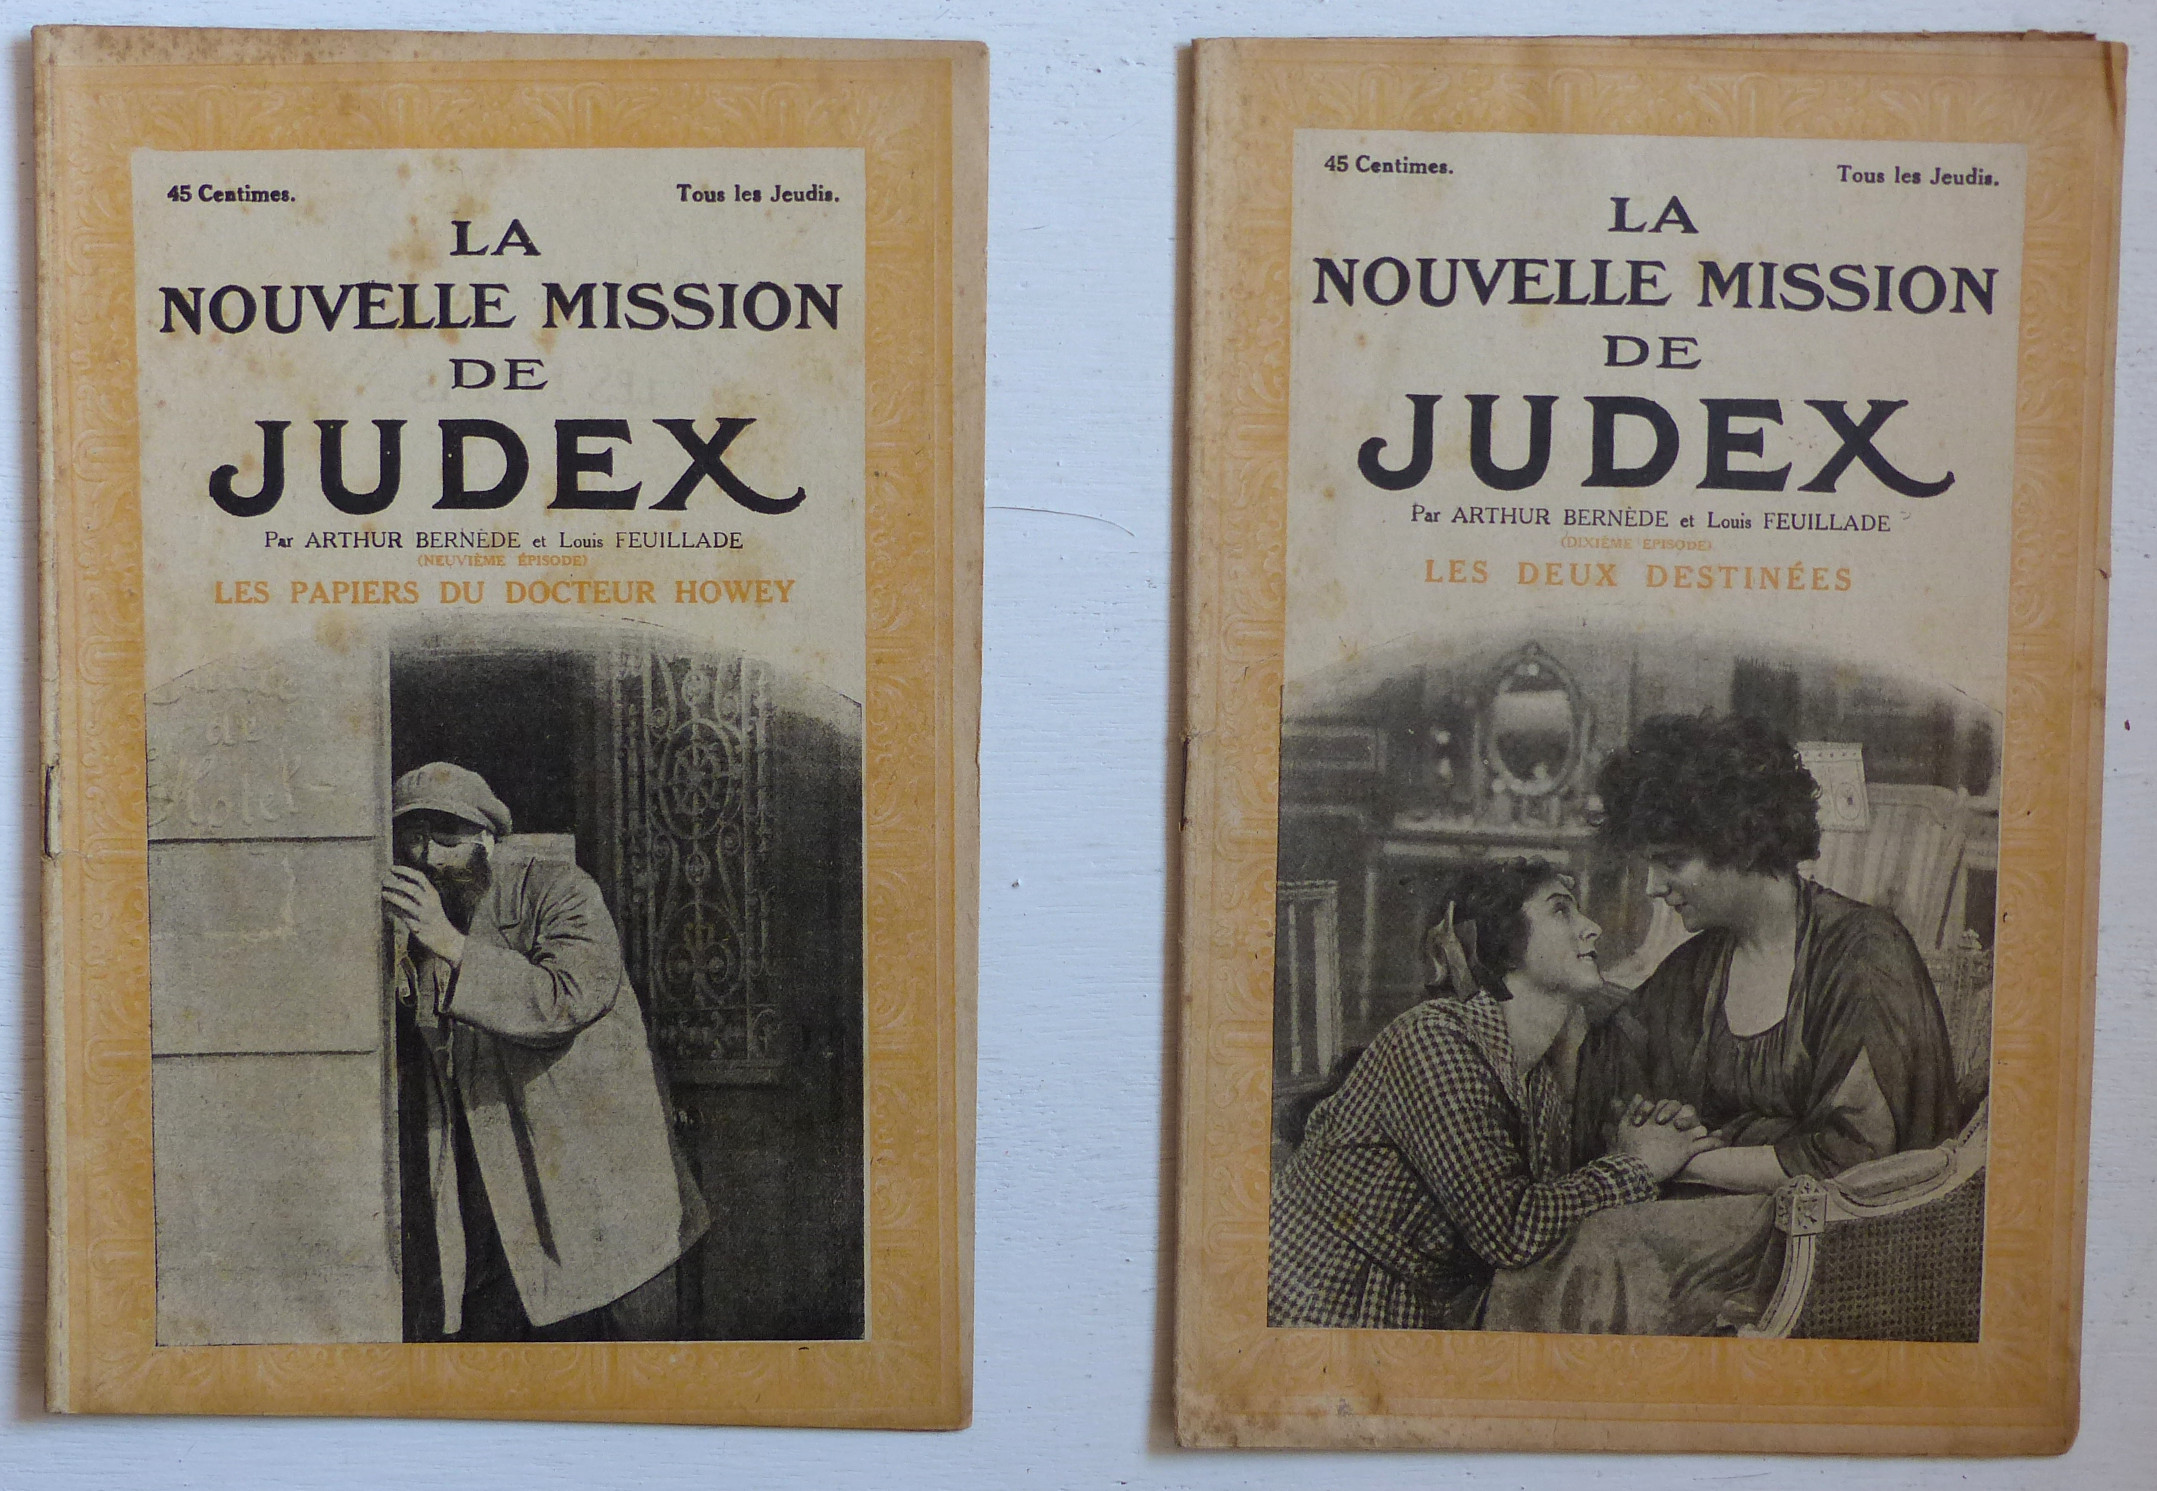 45 Centimes.
Tous les Jeudis.
LA
NOUVELLE MISSION
DE
JUDEX
Par ARTHUR BERNÈDE et Louis FEUILLADE
(NEUVIÈME ÉPISODE)
LES PAPIERS DU DOCTEUR HOWEY
de
Hotel
45 Centimes.
Tous les Jeudis.
LA
NOUVELLE MISSION
DE
JUDEX
Par ARTHUR BERNÈDE et Louis FEUILLADE
(DIXIÈME ÉPISODE)
LES DEUX DESTINÉES